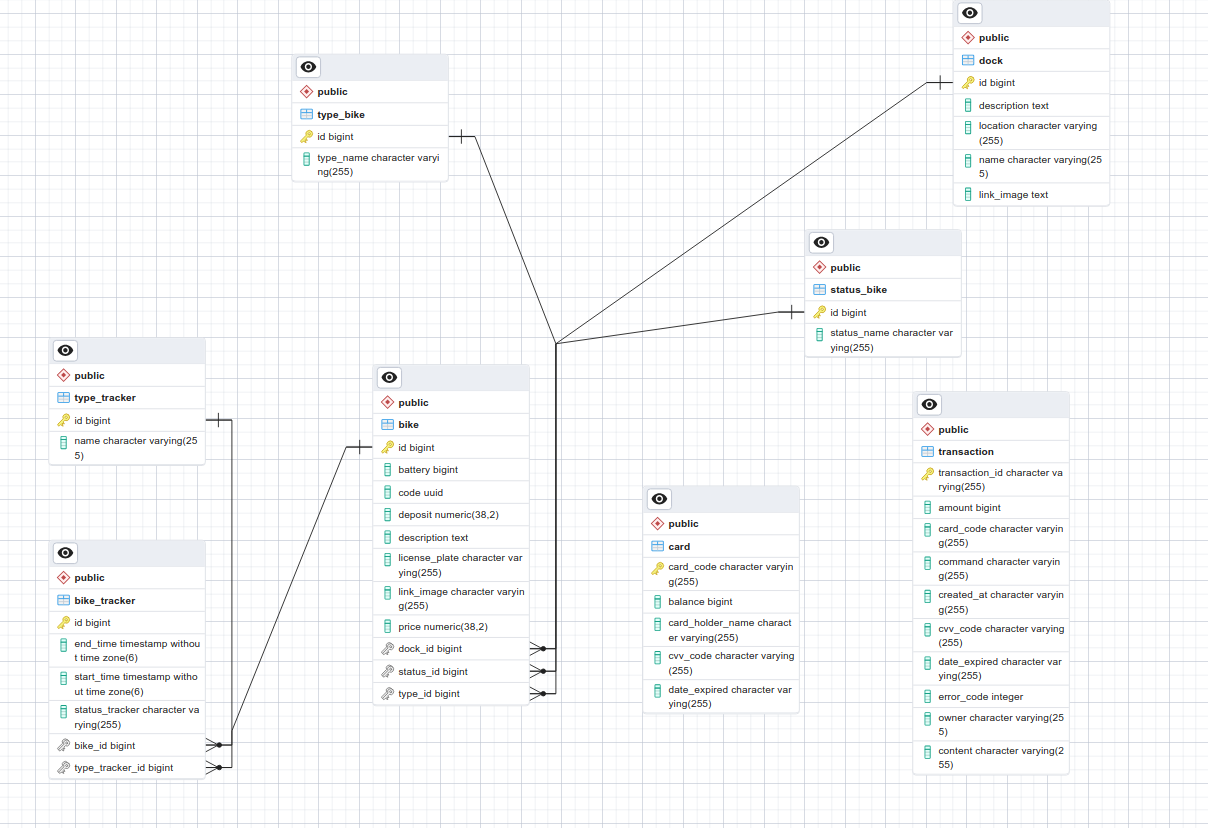 public
dock
id bigint
description text
location character varying
(255)
name character varying(25
5)
link_image text
public
type_bike
id bigint
type_name character varyi
ng(255)
public
status_bike
id bigint
status_name character var
ying(255)
public
type_tracker
id bigint
name character varying(25
5)
public
bike
id bigint
battery bigint
code uuid
deposit numeric(38,2)
description text
license_plate character var
ying(255)
link_image character varyin
g(255)
price numeric(38,2)
dock_id bigint
status_id bigint
type_id bigint
public
transaction
transaction_id character va
rying(255)
amount bigint
card_code character varyin
g(255)
command character varyin
g(255)
created_at character varyin
g(255)
cvv_code character varying
(255)
date_expired character var
ying(255)
error_code integer
owner character varying(25
5)
content character varying(2
55)
public
card
card_code character varyin
g(255)
balance bigint
card_holder_name charact
er varying(255)
cvv_code character varying
(255)
date_expired character var
ying(255)
public
bike_tracker
id bigint
end_time timestamp withou
t time zone(6)
start_time timestamp witho
ut time zone(6)
status_tracker character va
rying(255)
bike_id bigint
type_tracker_id bigint